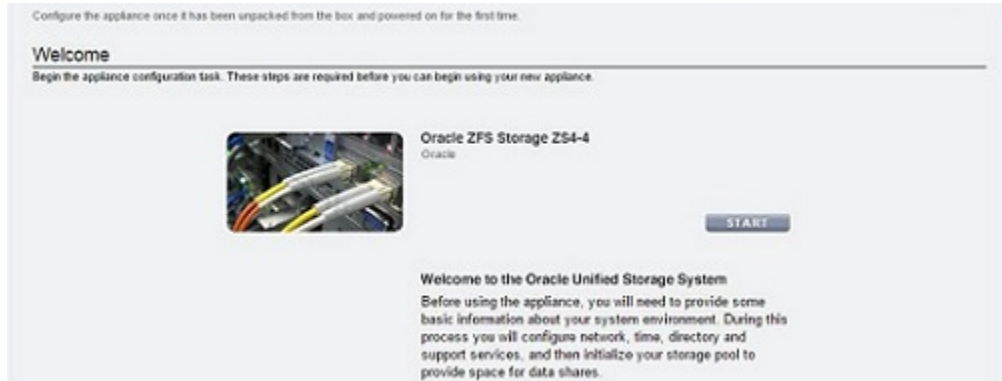 Configure the appliance once it has been unpacked from the box and powered on for the first time.
Welcome
Begin the appliance configuration task. These steps are required before you can begin using your new appliance.
Oracle ZFS Storage ZS4-4
Oracle
START
Welcome to the Oracle Unified Storage System
Before using the appliance, you will need to provide some
basic information about your system environment. During this
process you will configure network, time, directory and
support services, and then initialize your storage pool to
provide space for data shares.